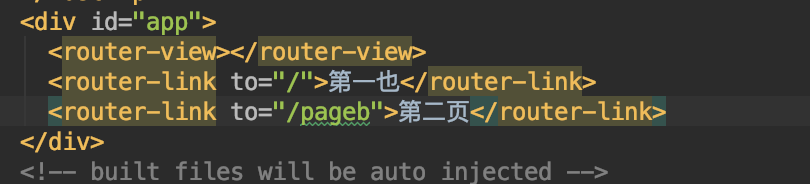 <div id="app">
<router-view></router-view>
<router-link to="/">第一也</router-link>
<router-link to="/pageb">第二页</router-link>
</div>
<!-- built files will be auto injected -->